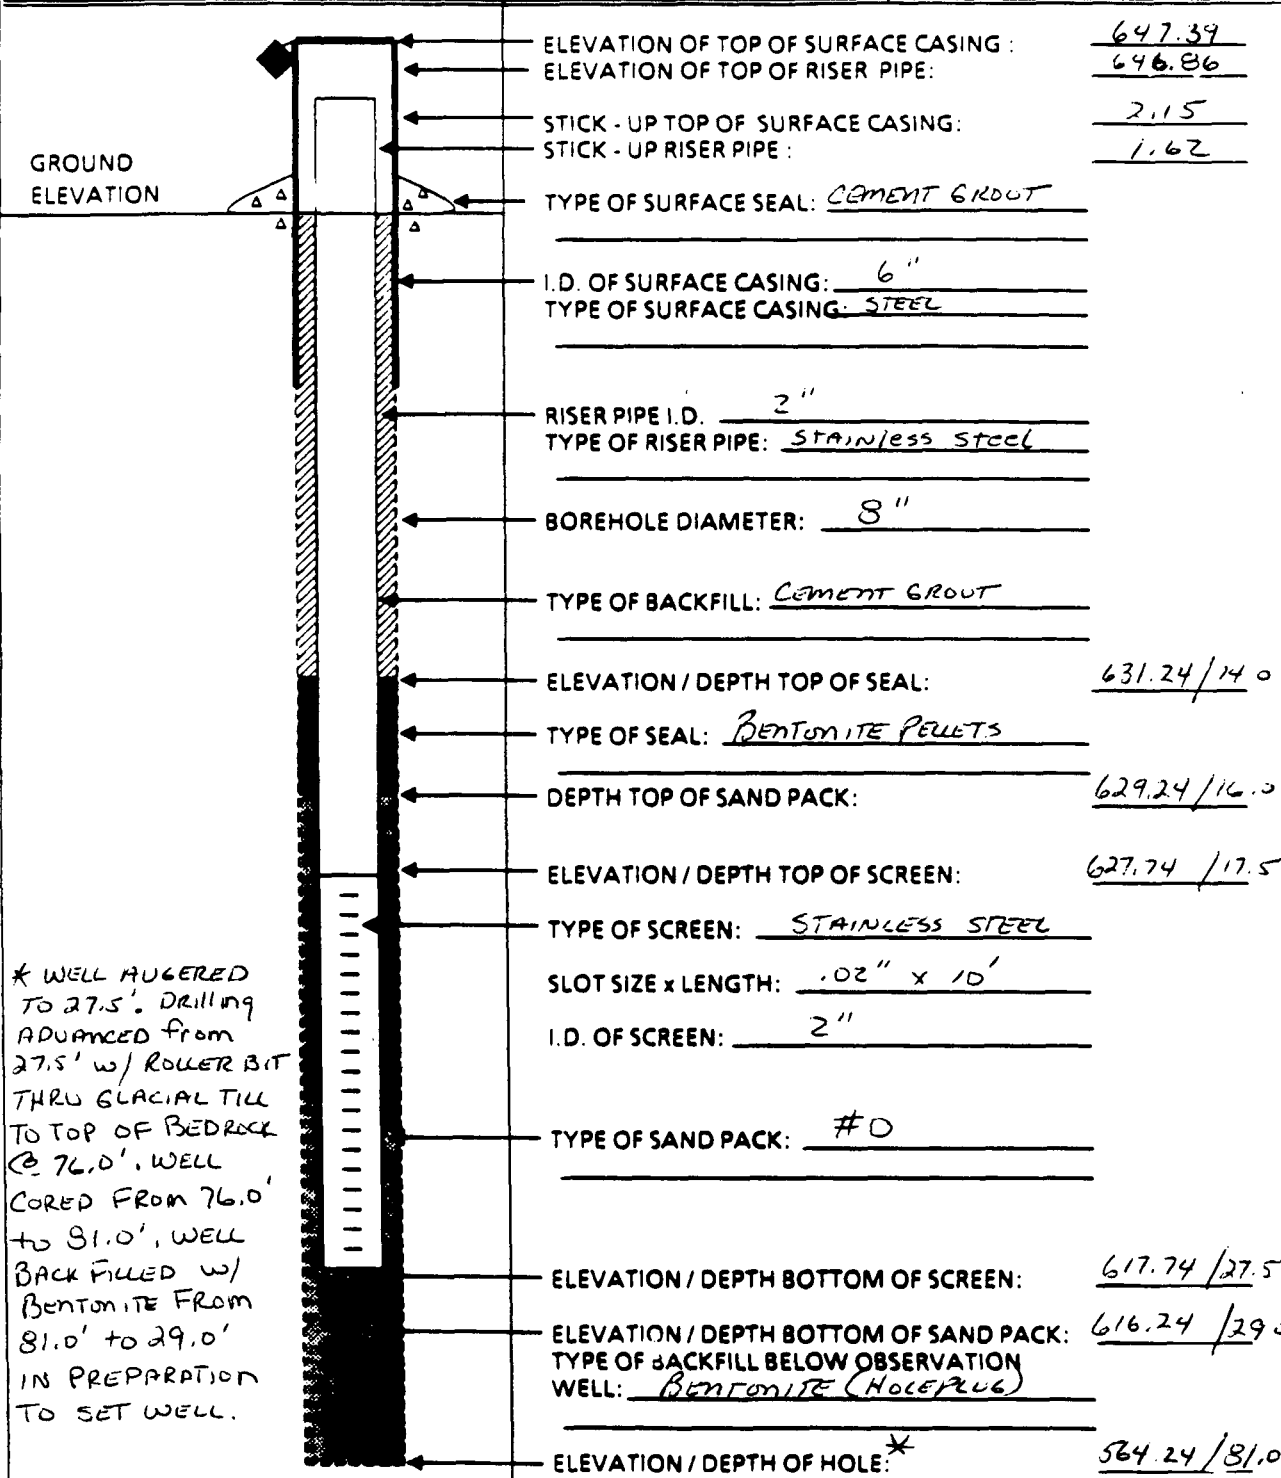 ELEVATION OF TOP OF SURFACE CASING : 647.39
ELEVATION OF TOP OF RISER PIPE: 646.86
STICK - UP TOP OF SURFACE CASING: 2.15
STICK - UP RISER PIPE : 1.62
GROUND
ELEVATION
TYPE OF SURFACE SEAL: CEMENT GROUT
I.D. OF SURFACE CASING: 6"
TYPE OF SURFACE CASING: STEEL
RISER PIPE I.D. 2"
TYPE OF RISER PIPE: STAINless Steel
BOREHOLE DIAMETER: 8"
TYPE OF BACKFILL: CEMENT GROUT
ELEVATION / DEPTH TOP OF SEAL: 631.24/14 0
TYPE OF SEAL: BENTONITE PELLETS
DEPTH TOP OF SAND PACK: 629.24/16.0
ELEVATION / DEPTH TOP OF SCREEN: 627.74 /17.5
TYPE OF SCREEN: STAINLESS STEEL
SLOT SIZE x LENGTH: .02" x 10'
I.D. OF SCREEN: 2"
TYPE OF SAND PACK: #0
ELEVATION / DEPTH BOTTOM OF SCREEN: 617.74 /27.5
ELEVATION / DEPTH BOTTOM OF SAND PACK: 616.24 /29
TYPE OF BACKFILL BELOW OBSERVATION
WELL: BENTONITE (HOLEPLUG)
ELEVATION / DEPTH OF HOLE:* 564.24/81.0
* WELL AUGERED
TO 27.5'. Drilling
ADVANCED from
27.5' w/ ROLLER BIT
THRU GLACIAL TILL
TO TOP OF BEDROCK
@ 76.0'. WELL
CORED FROM 76.0'
to 81.0', WELL
BACK FILLED w/
BENTONITE FROM
81.0' to 29.0'
IN PREPARATION
TO SET WELL.